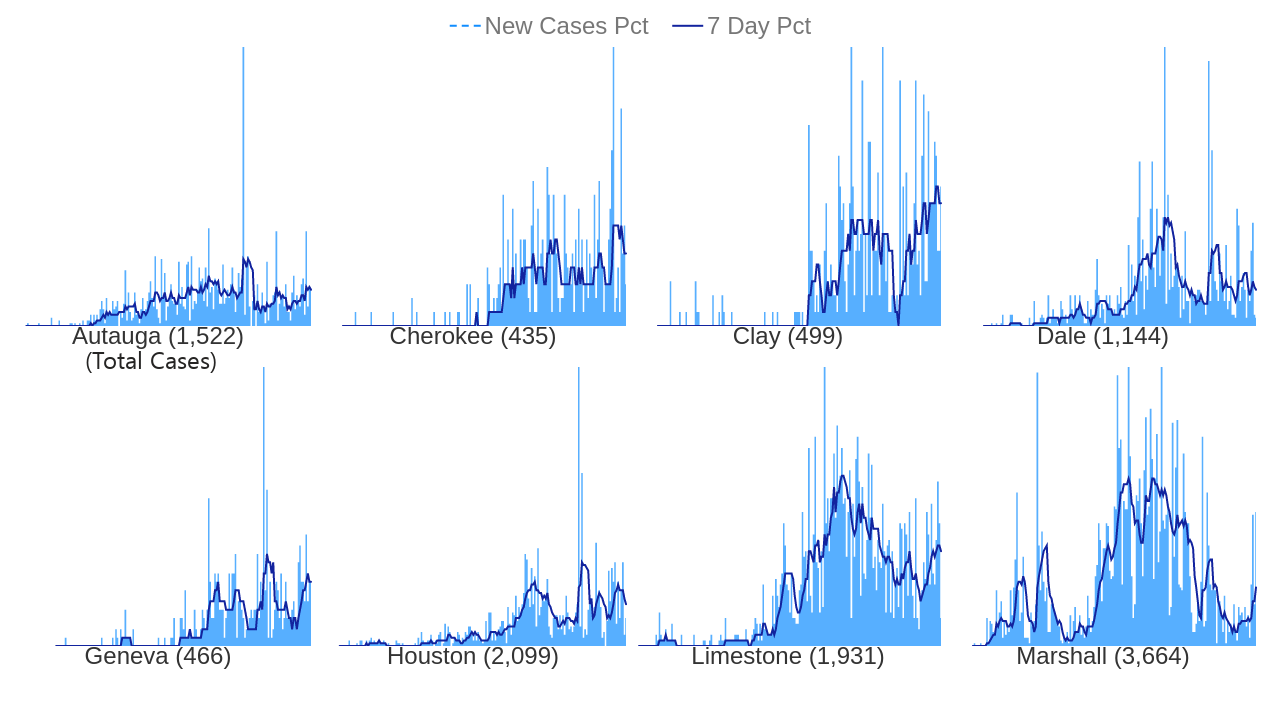 New Cases Pct 7 Day Pct
Autauga (1,522)
(Total Cases)
Cherokee (435)
Clay (499)
Dale (1,144)
Geneva (466)
Houston (2,099)
Limestone (1,931)
Marshall (3,664)